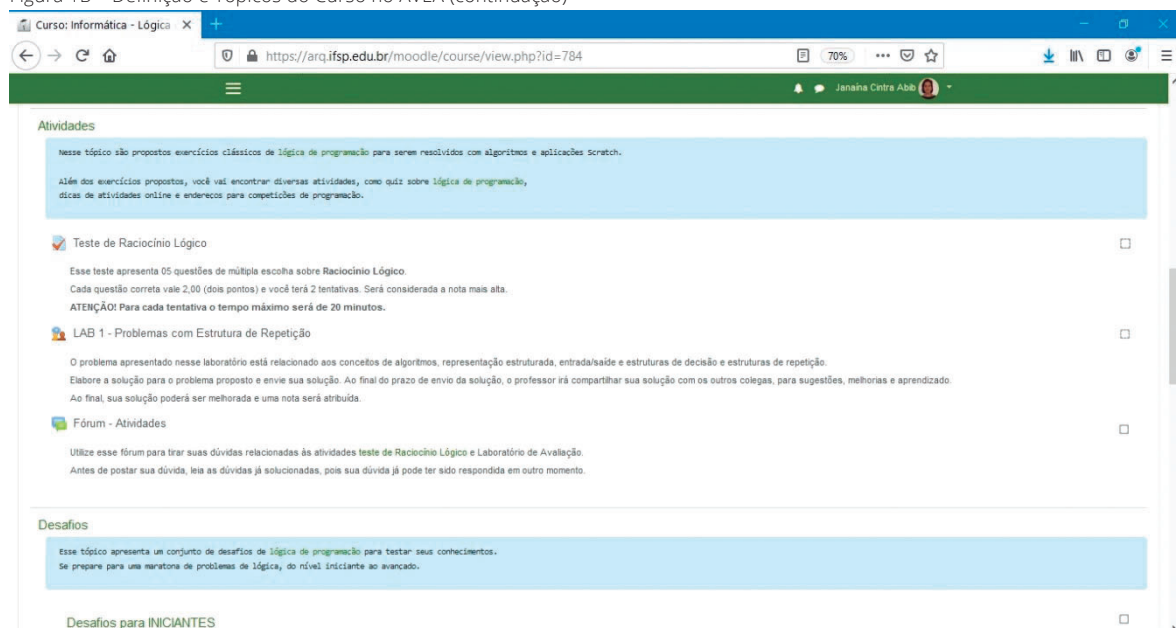 Figura 1B – Definição e Tópicos do Curso no AVEA (continuação)
Curso: Informática - Lógica
https://arq.ifsp.edu.br/moodle/course/view.php?id=784
70%
Janaina Cintra Abib
Atividades
Nesse tópico são propostos exercícios clássicos de lógica de programação para serem resolvidos com algoritmos e aplicações Scratch.
Além dos exercícios propostos, você vai encontrar diversas atividades, como quiz sobre lógica de programação,
dicas de atividades online e endereços para competições de programação.
Teste de Raciocínio Lógico
Esse teste apresenta 05 questões de múltipla escolha sobre Raciocínio Lógico.
Cada questão correta vale 2,00 (dois pontos) e você terá 2 tentativas. Será considerada a nota mais alta.
ATENÇÃO! Para cada tentativa o tempo máximo será de 20 minutos.
LAB 1 - Problemas com Estrutura de Repetição
O problema apresentado nesse laboratório está relacionado aos conceitos de algoritmos, representação estruturada, entrada/saíde e estruturas de decisão e estruturas de repetição.
Elabore a solução para o problema proposto e envie sua solução. Ao final do prazo de envio da solução, o professor irá compartilhar sua solução com os outros colegas, para sugestões, melhorias e aprendizado.
Ao final, sua solução poderá ser melhorada e uma nota será atribuída.
Fórum - Atividades
Utilize esse fórum para tirar suas dúvidas relacionadas às atividades teste de Raciocínio Lógico e Laboratório de Avaliação.
Antes de postar sua dúvida, leia as dúvidas já solucionadas, pois sua dúvida já pode ter sido respondida em outro momento.
Desafios
Esse tópico apresenta um conjunto de desafios de lógica de programação para testar seus conhecimentos.
Se prepare para uma maratona de problemas de lógica, do nível iniciante ao avançado.
Desafios para INICIANTES